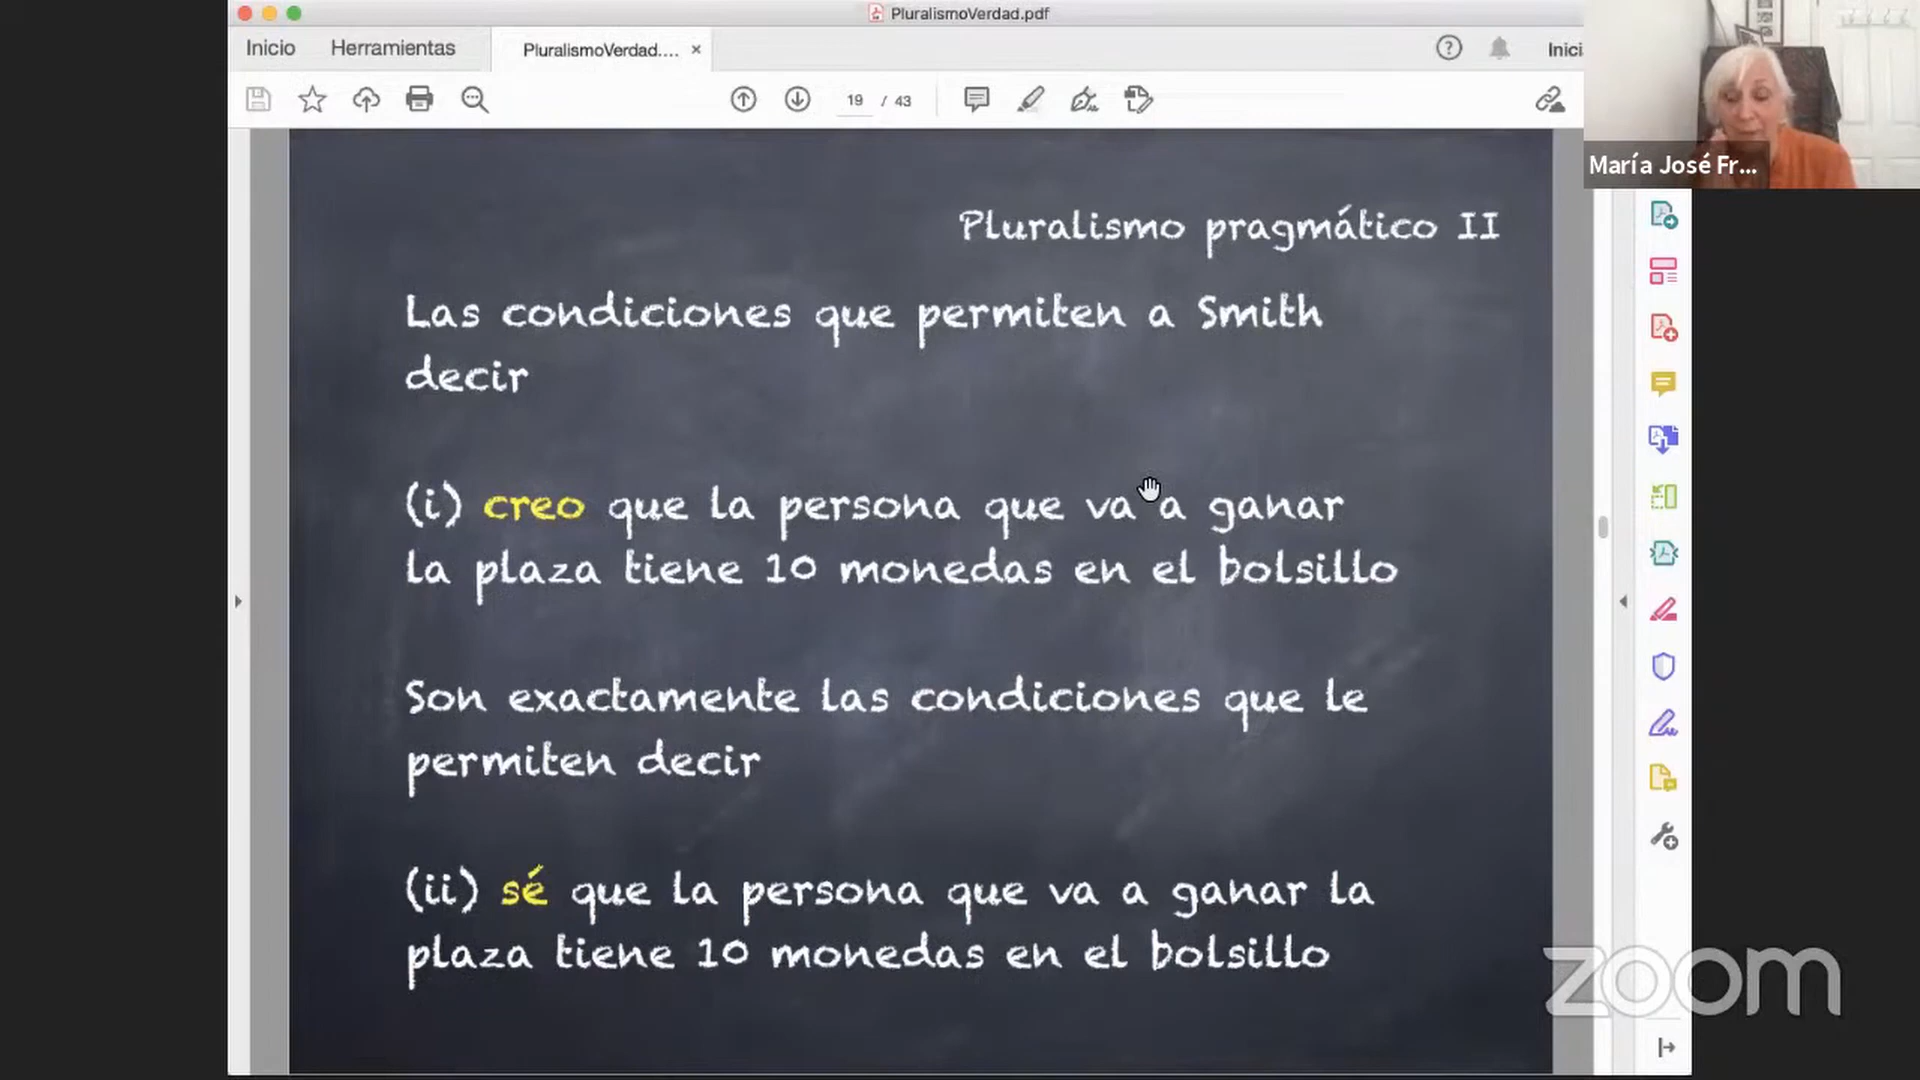 PluralismoVerdad.pdf
Inicio
Herramientas
PluralismoVerdad.... ×
Inici
19 / 43
María José Fr...
Pluralismo pragmático II
Las condiciones que permiten a Smith
decir
(i) creo que la persona que va a ganar
la plaza tiene 10 monedas en el bolsillo
Son exactamente las condiciones que le
permiten decir
(ii) sé que la persona que va a ganar la
plaza tiene 10 monedas en el bolsillo
zoom